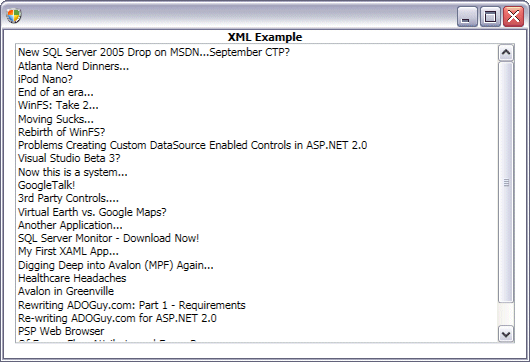 XML Example
New SQL Server 2005 Drop on MSDN...September CTP?
Atlanta Nerd Dinners...
iPod Nano?
End of an era...
WinFS: Take 2...
Moving Sucks...
Rebirth of WinFS?
Problems Creating Custom DataSource Enabled Controls in ASP.NET 2.0
Visual Studio Beta 3?
Now this is a system...
GoogleTalk!
3rd Party Controls....
Virtual Earth vs. Google Maps?
Another Application...
SQL Server Monitor - Download Now!
My First XAML App...
Digging Deep into Avalon (MPF) Again...
Healthcare Headaches
Avalon in Greenville
Rewriting ADOGuy.com: Part 1 - Requirements
Re-writing ADOGuy.com for ASP.NET 2.0
PSP Web Browser